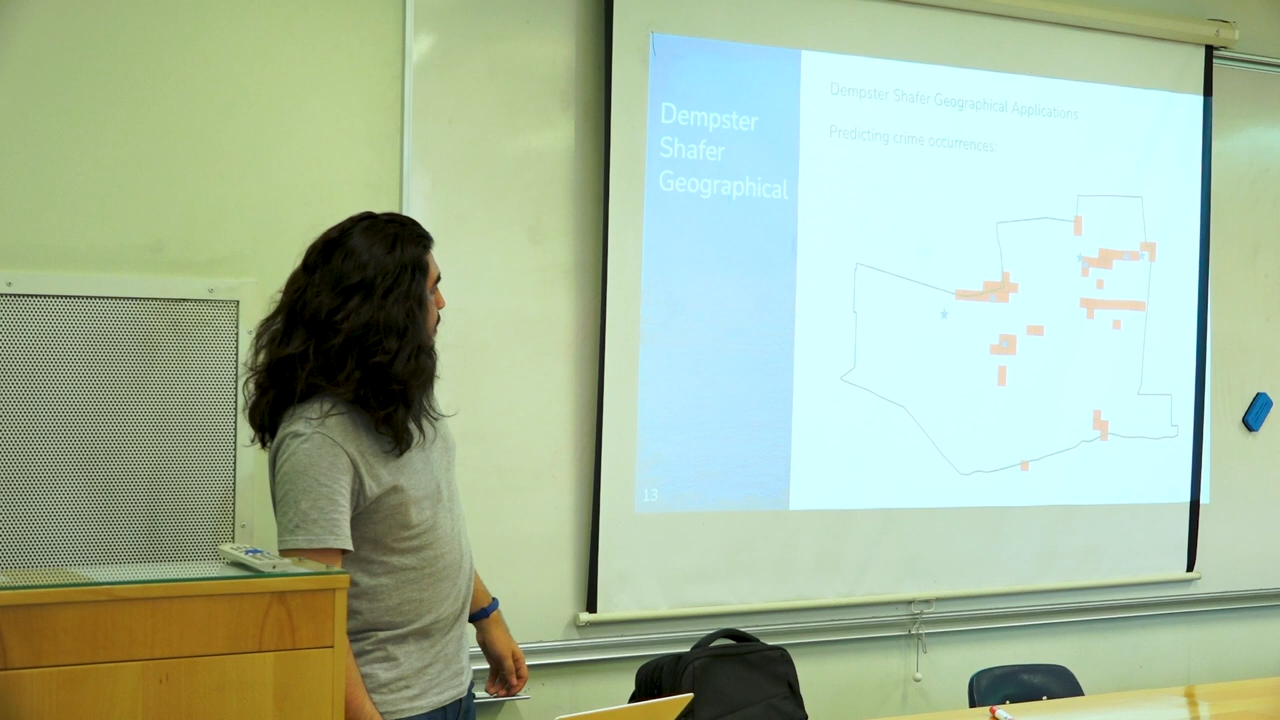 Dempster
Shafer
Geographical
Dempster Shafer Geographical Applications
Predicting crime occurrences:
13